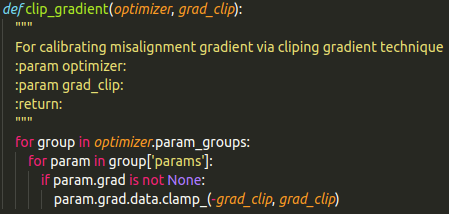 def clip_gradient(optimizer, grad_clip):
    """
    For calibrating misalignment gradient via cliping gradient technique
    :param optimizer:
    :param grad_clip:
    :return:
    """
    for group in optimizer.param_groups:
        for param in group['params']:
            if param.grad is not None:
                param.grad.data.clamp_(-grad_clip, grad_clip)